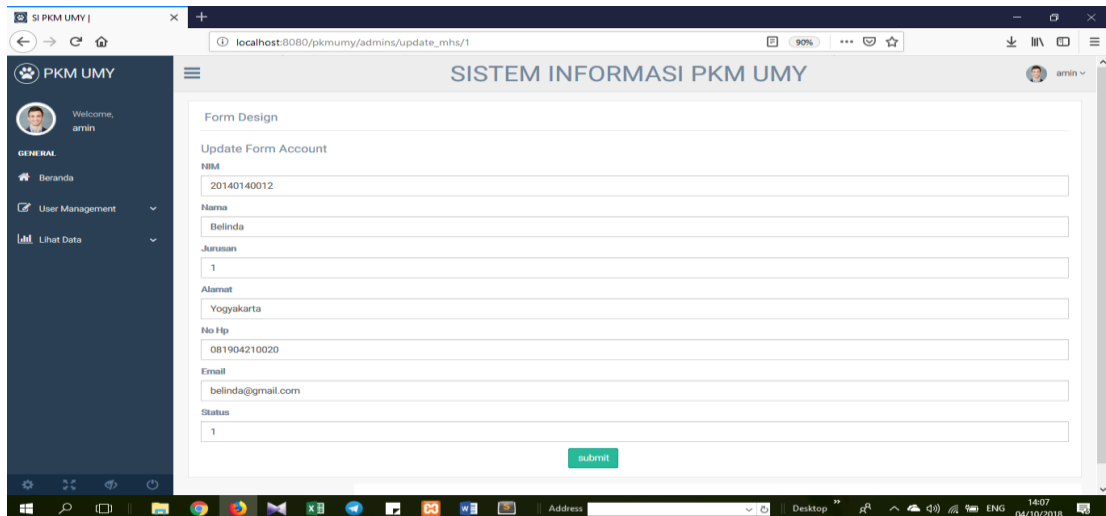 SI PKM UMY |
localhost:8080/pkmumy/admins/update_mhs/1
90%
PKM UMY
SISTEM INFORMASI PKM UMY
amin
Welcome,
amin
GENERAL
Beranda
User Management
Lihat Data
Form Design
Update Form Account
NIM
20140140012
Nama
Belinda
Jurusan
1
Alamat
Yogyakarta
No Hp
081904210020
Email
belinda@gmail.com
Status
1
submit
Address
Desktop
ENG
14:07
04/10/2018